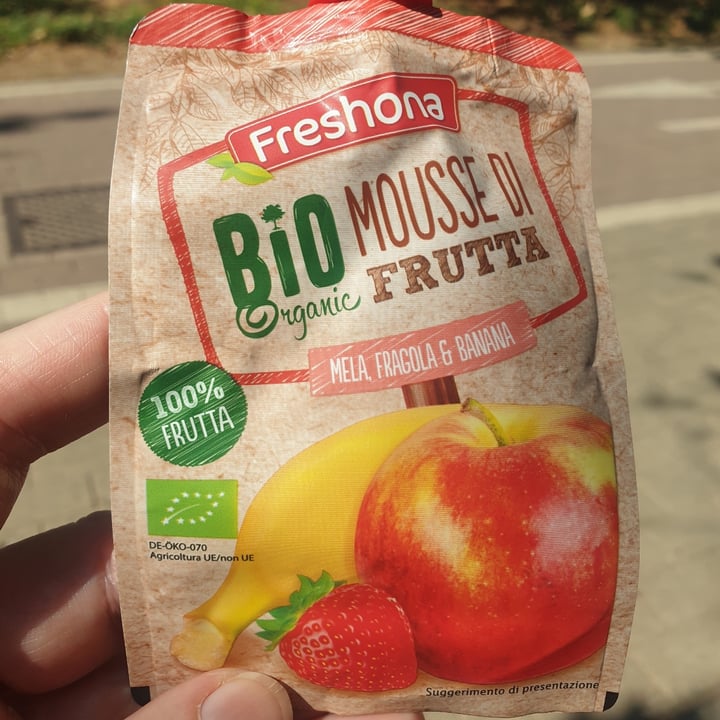 Freshona
BiO
Organic
MOUSSE DI
FRUTTA
MELA, FRAGOLA & BANANA
100%
FRUTTA
DE-ÖKO-070
Agricoltura UE/non UE
Suggerimento di presentazione